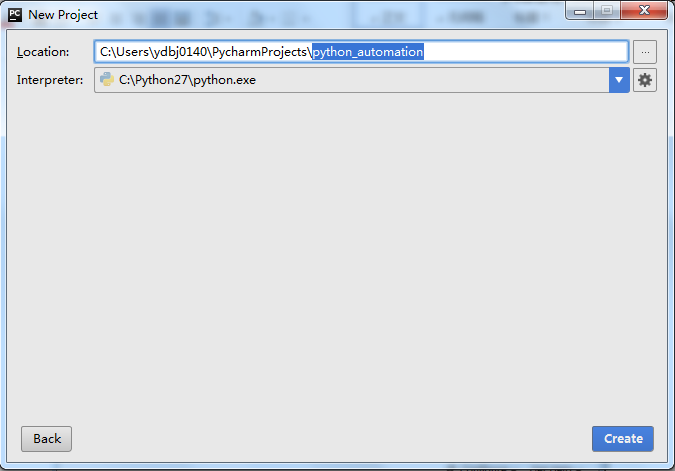 PC New Project
Location: C:\Users\ydbj0140\PycharmProjects\python_automation ...
Interpreter: C:\Python27\python.exe
Back Create